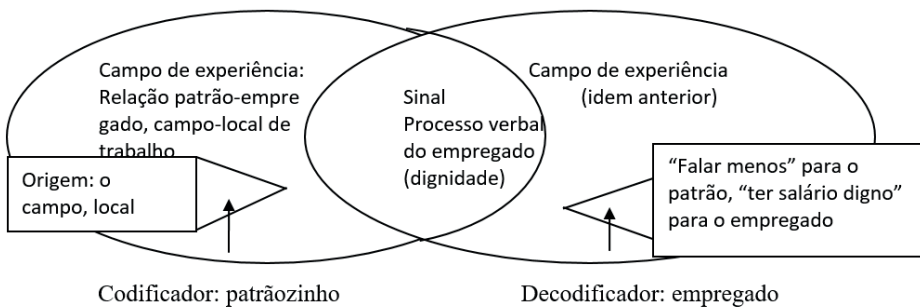 Campo de experiência:
Relação patrão-empre
gado, campo-local de
trabalho
Origem: o
campo, local
Sinal
Processo verbal
do empregado
(dignidade)
Campo de experiência
(idem anterior)
“Falar menos” para o
patrão, “ter salário digno”
para o empregado
Codificador: patrãozinho
Decodificador: empregado